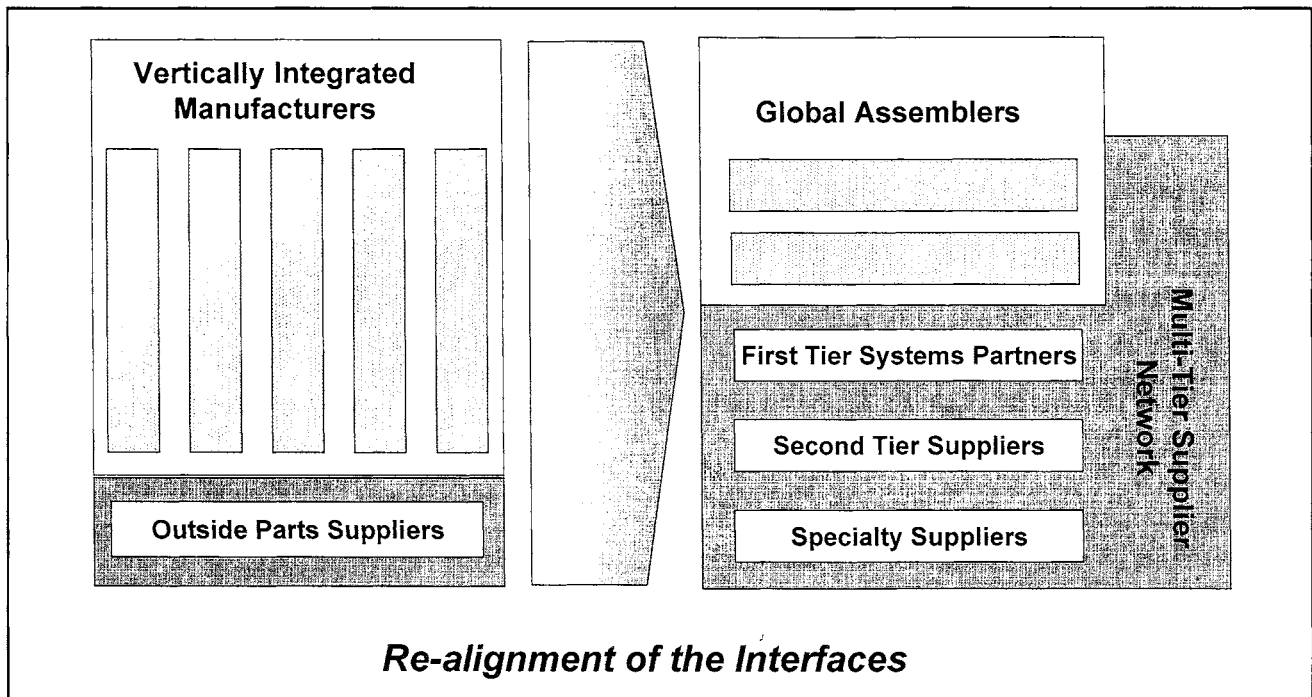 Vertically Integrated
Manufacturers
Outside Parts Suppliers
Global Assemblers
First Tier Systems Partners
Second Tier Suppliers
Specialty Suppliers
Multi-Tier Supplier
Network
Re-alignment of the Interfaces